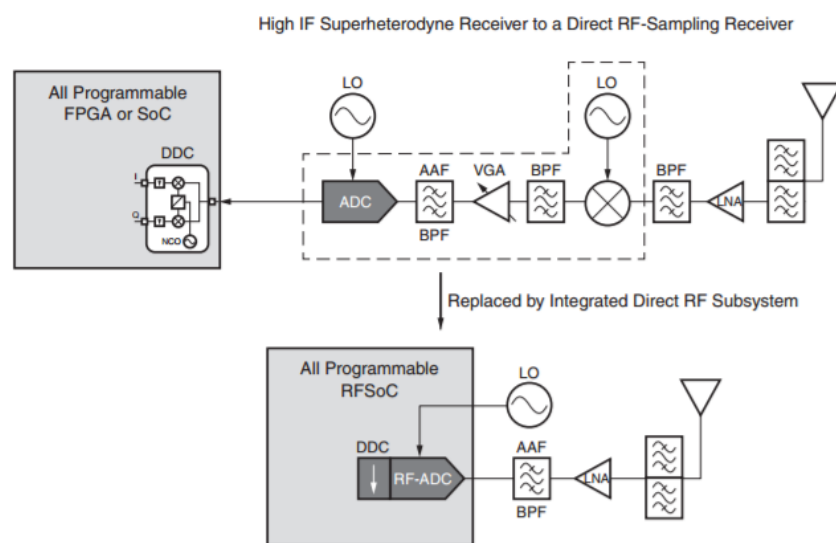 High IF Superheterodyne Receiver to a Direct RF-Sampling Receiver
All Programmable
FPGA or SoC
DDC
I
Q
NCO
LO
LO
ADC
AAF
BPF
VGA
BPF
BPF
LNA
Replaced by Integrated Direct RF Subsystem
All Programmable
RFSoC
LO
DDC
RF-ADC
AAF
BPF
LNA